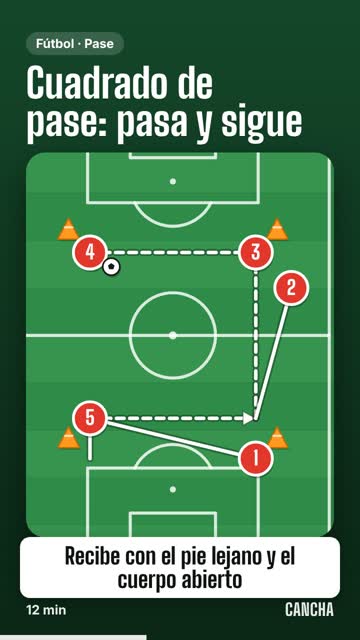 Fútbol · Pase
Cuadrado de
pase: pasa y sigue
4
3
2
5
1
Recibe con el pie lejano y el
cuerpo abierto
12 min
CANCHA